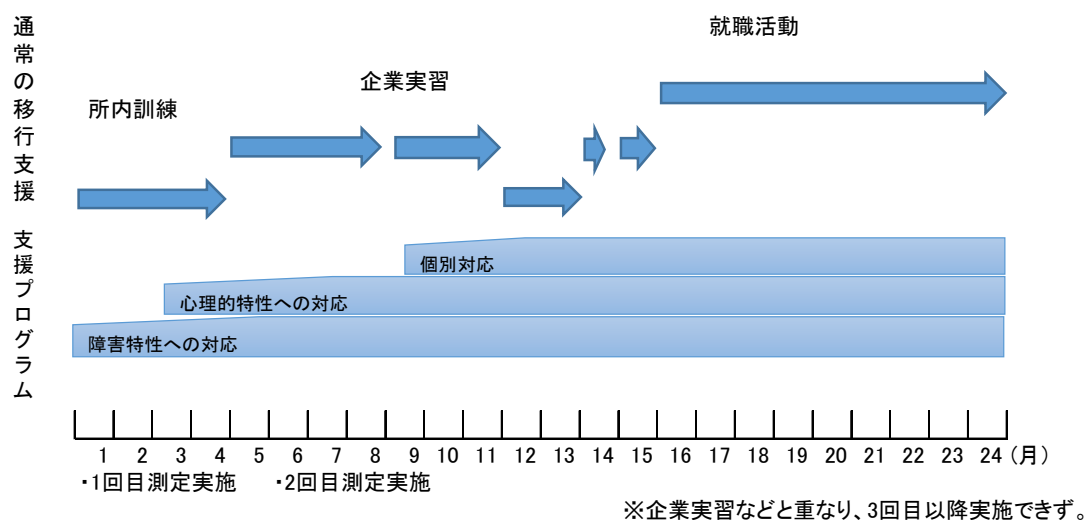 通常の移行支援
就職活動
企業実習
所内訓練
支援プログラム
個別対応
心理的特性への対応
障害特性への対応
1 2 3 4 5 6 7 8 9 10 11 12 13 14 15 16 17 18 19 20 21 22 23 24 (月)
・1回目測定実施 ・2回目測定実施
※企業実習などと重なり、3回目以降実施できず。